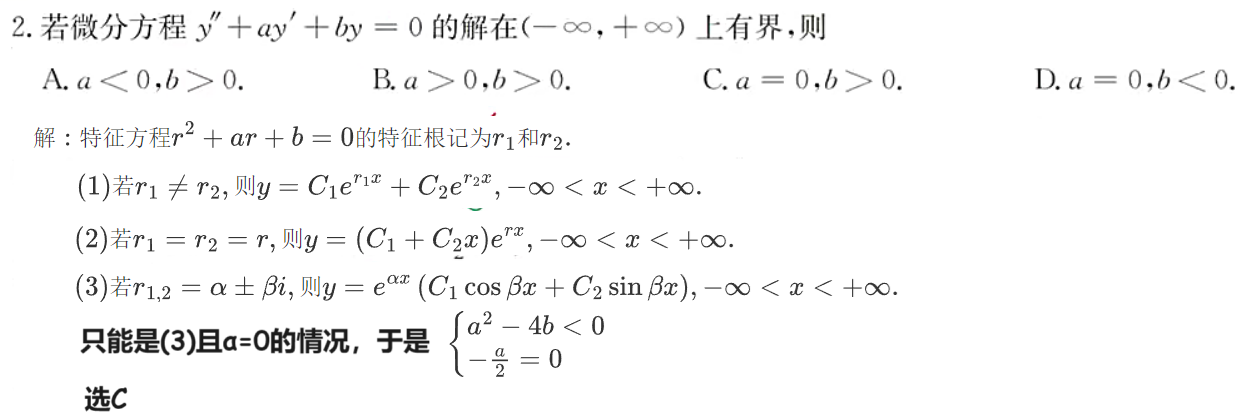 2. 若微分方程 y″+ay′+by = 0 的解在(-∞, +∞) 上有界,则
A. a < 0, b > 0. B. a > 0, b > 0. C. a = 0, b > 0. D. a = 0, b < 0.
解：特征方程r² + ar + b = 0的特征根记为r₁和r₂.
(1)若r₁ ≠ r₂, 则y = C₁e^{r₁x} + C₂e^{r₂x}, -∞ < x < +∞.
(2)若r₁ = r₂ = r, 则y = (C₁ + C₂x)e^{rx}, -∞ < x < +∞.
(3)若r₁,₂ = α ± βi, 则y = e^{αx} (C₁ cos βx + C₂ sin βx), -∞ < x < +∞.
只能是(3)且α=0的情况，于是 { a² - 4b < 0
-a/2 = 0
选C